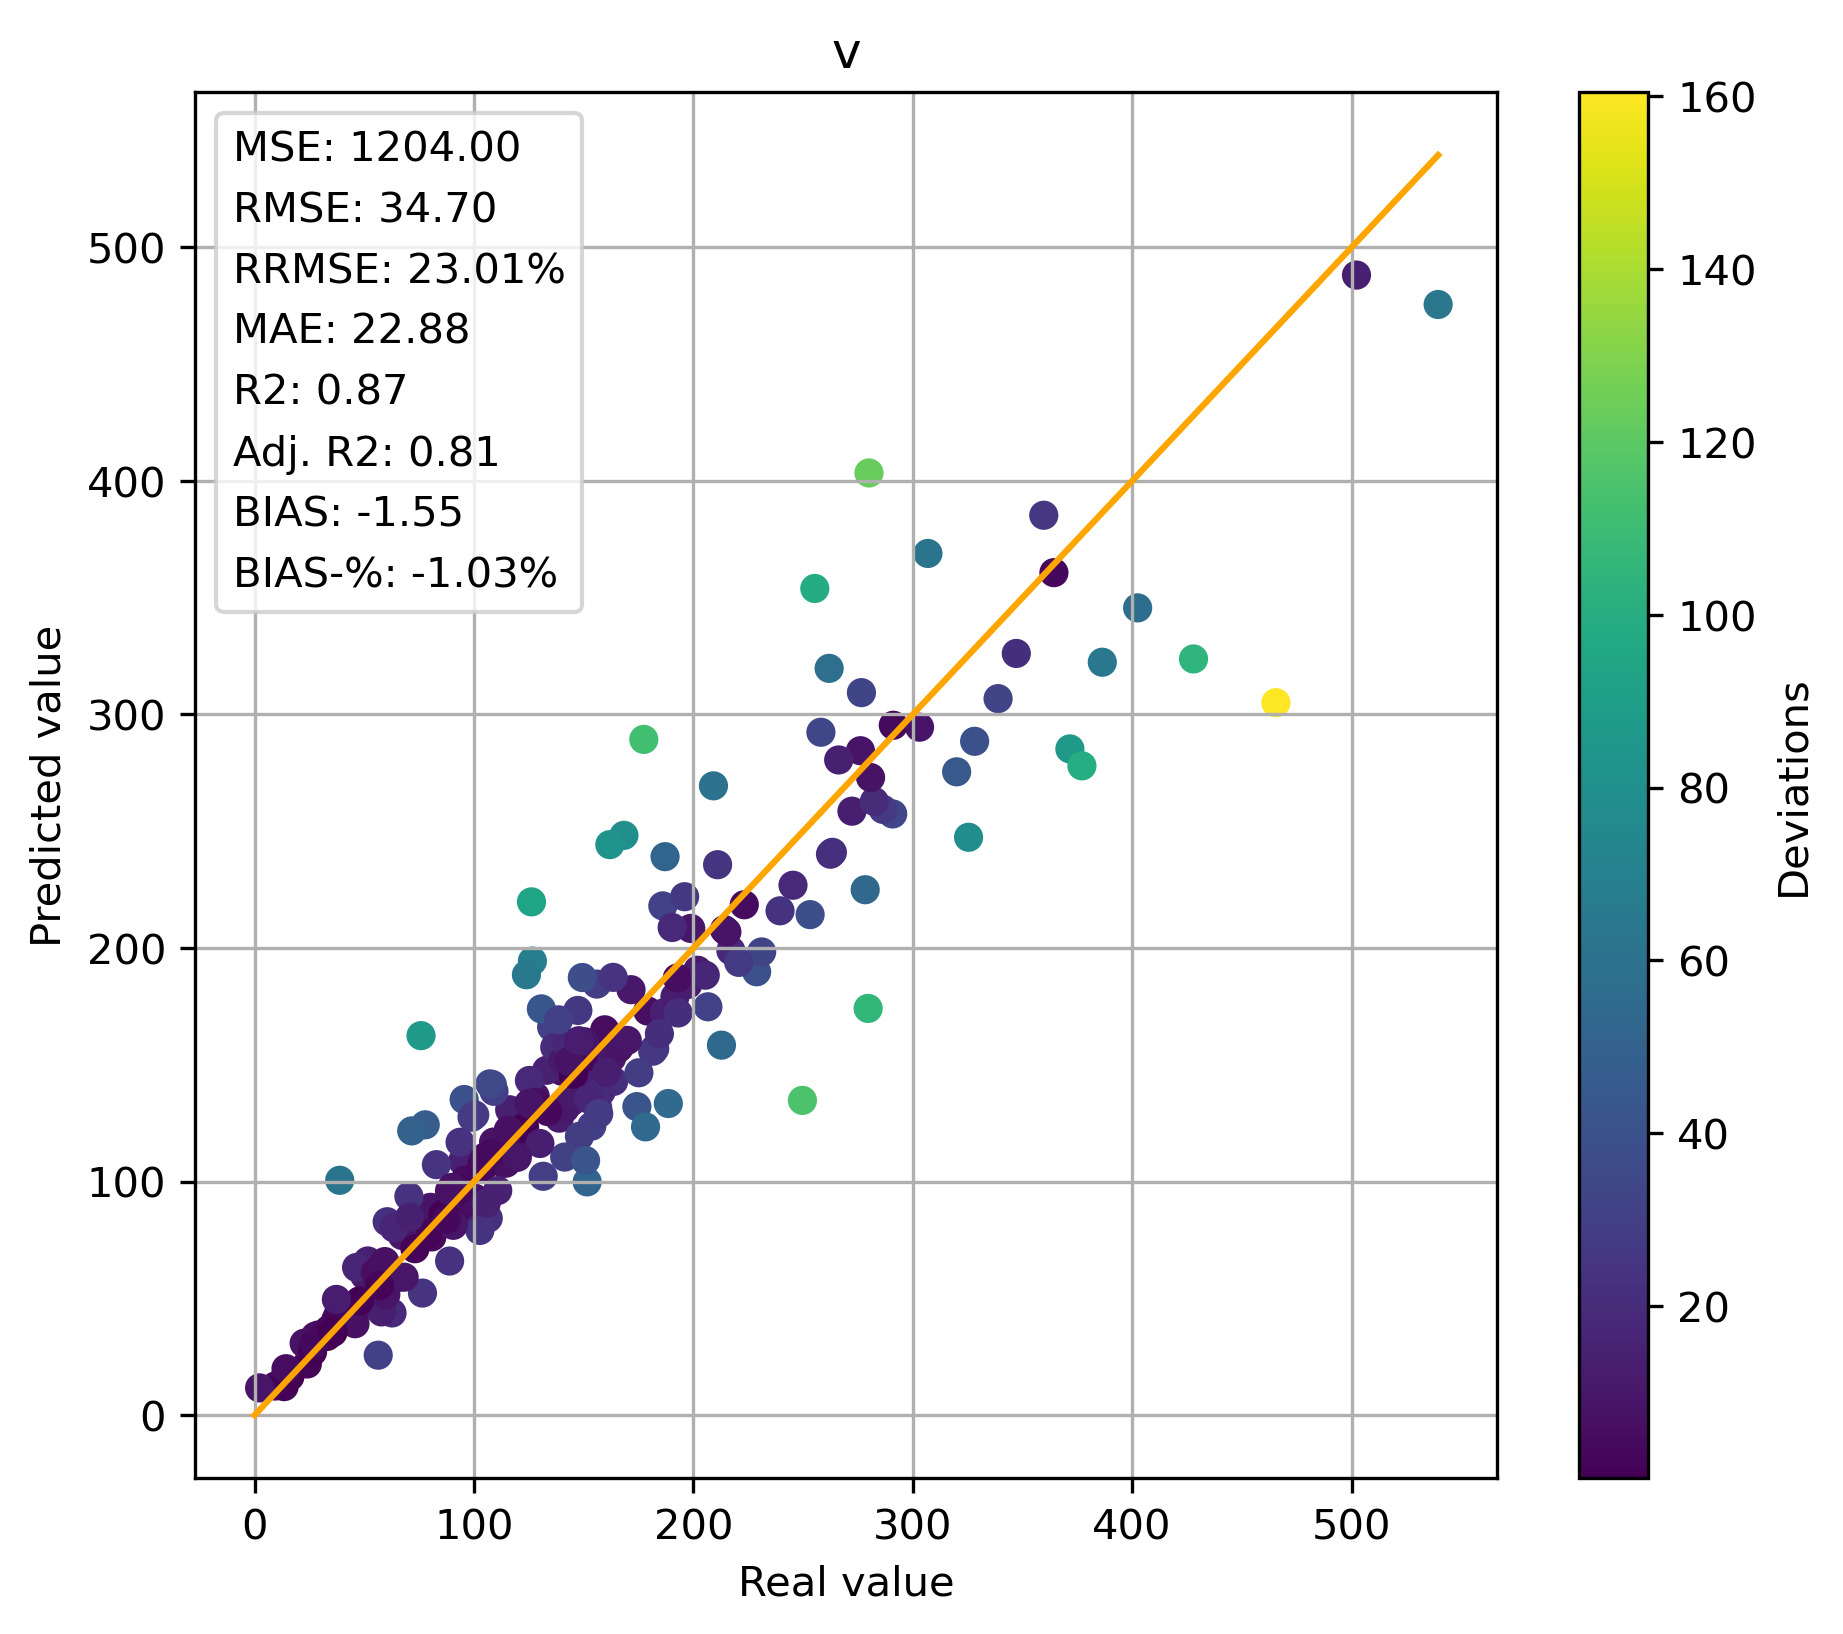 v
MSE: 1204.00
RMSE: 34.70
RRMSE: 23.01%
MAE: 22.88
R2: 0.87
Adj. R2: 0.81
BIAS: -1.55
BIAS-%: -1.03%
Predicted value
500
400
300
200
100
0
0 100 200 300 400 500
Real value
160
140
120
100
80
60
40
20
Deviations